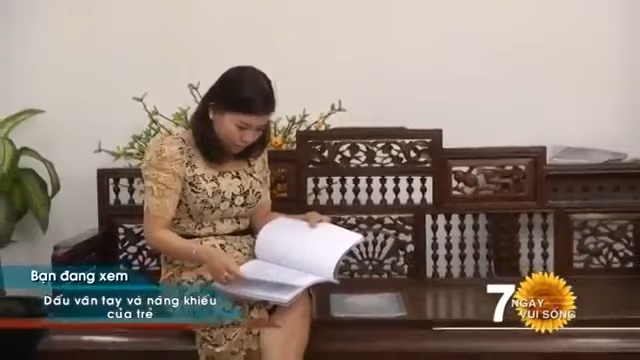 Bạn đang xem
Dấu vân tay và năng khiếu
của trẻ
7 NGÀY
VUI SỐNG